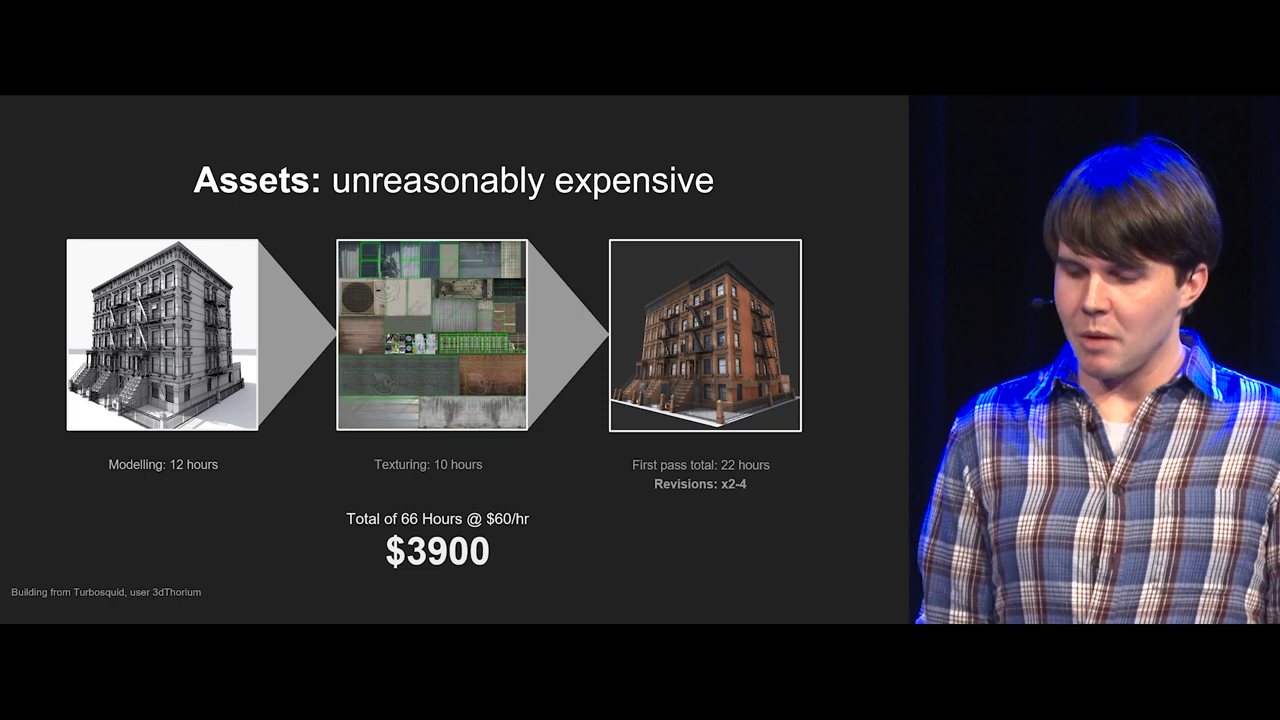 Assets: unreasonably expensive
Modelling: 12 hours
Texturing: 10 hours
First pass total: 22 hours
Revisions: x2-4
Total of 66 Hours @ $60/hr
$3900
Building from Turbosquid, user 3dThorium